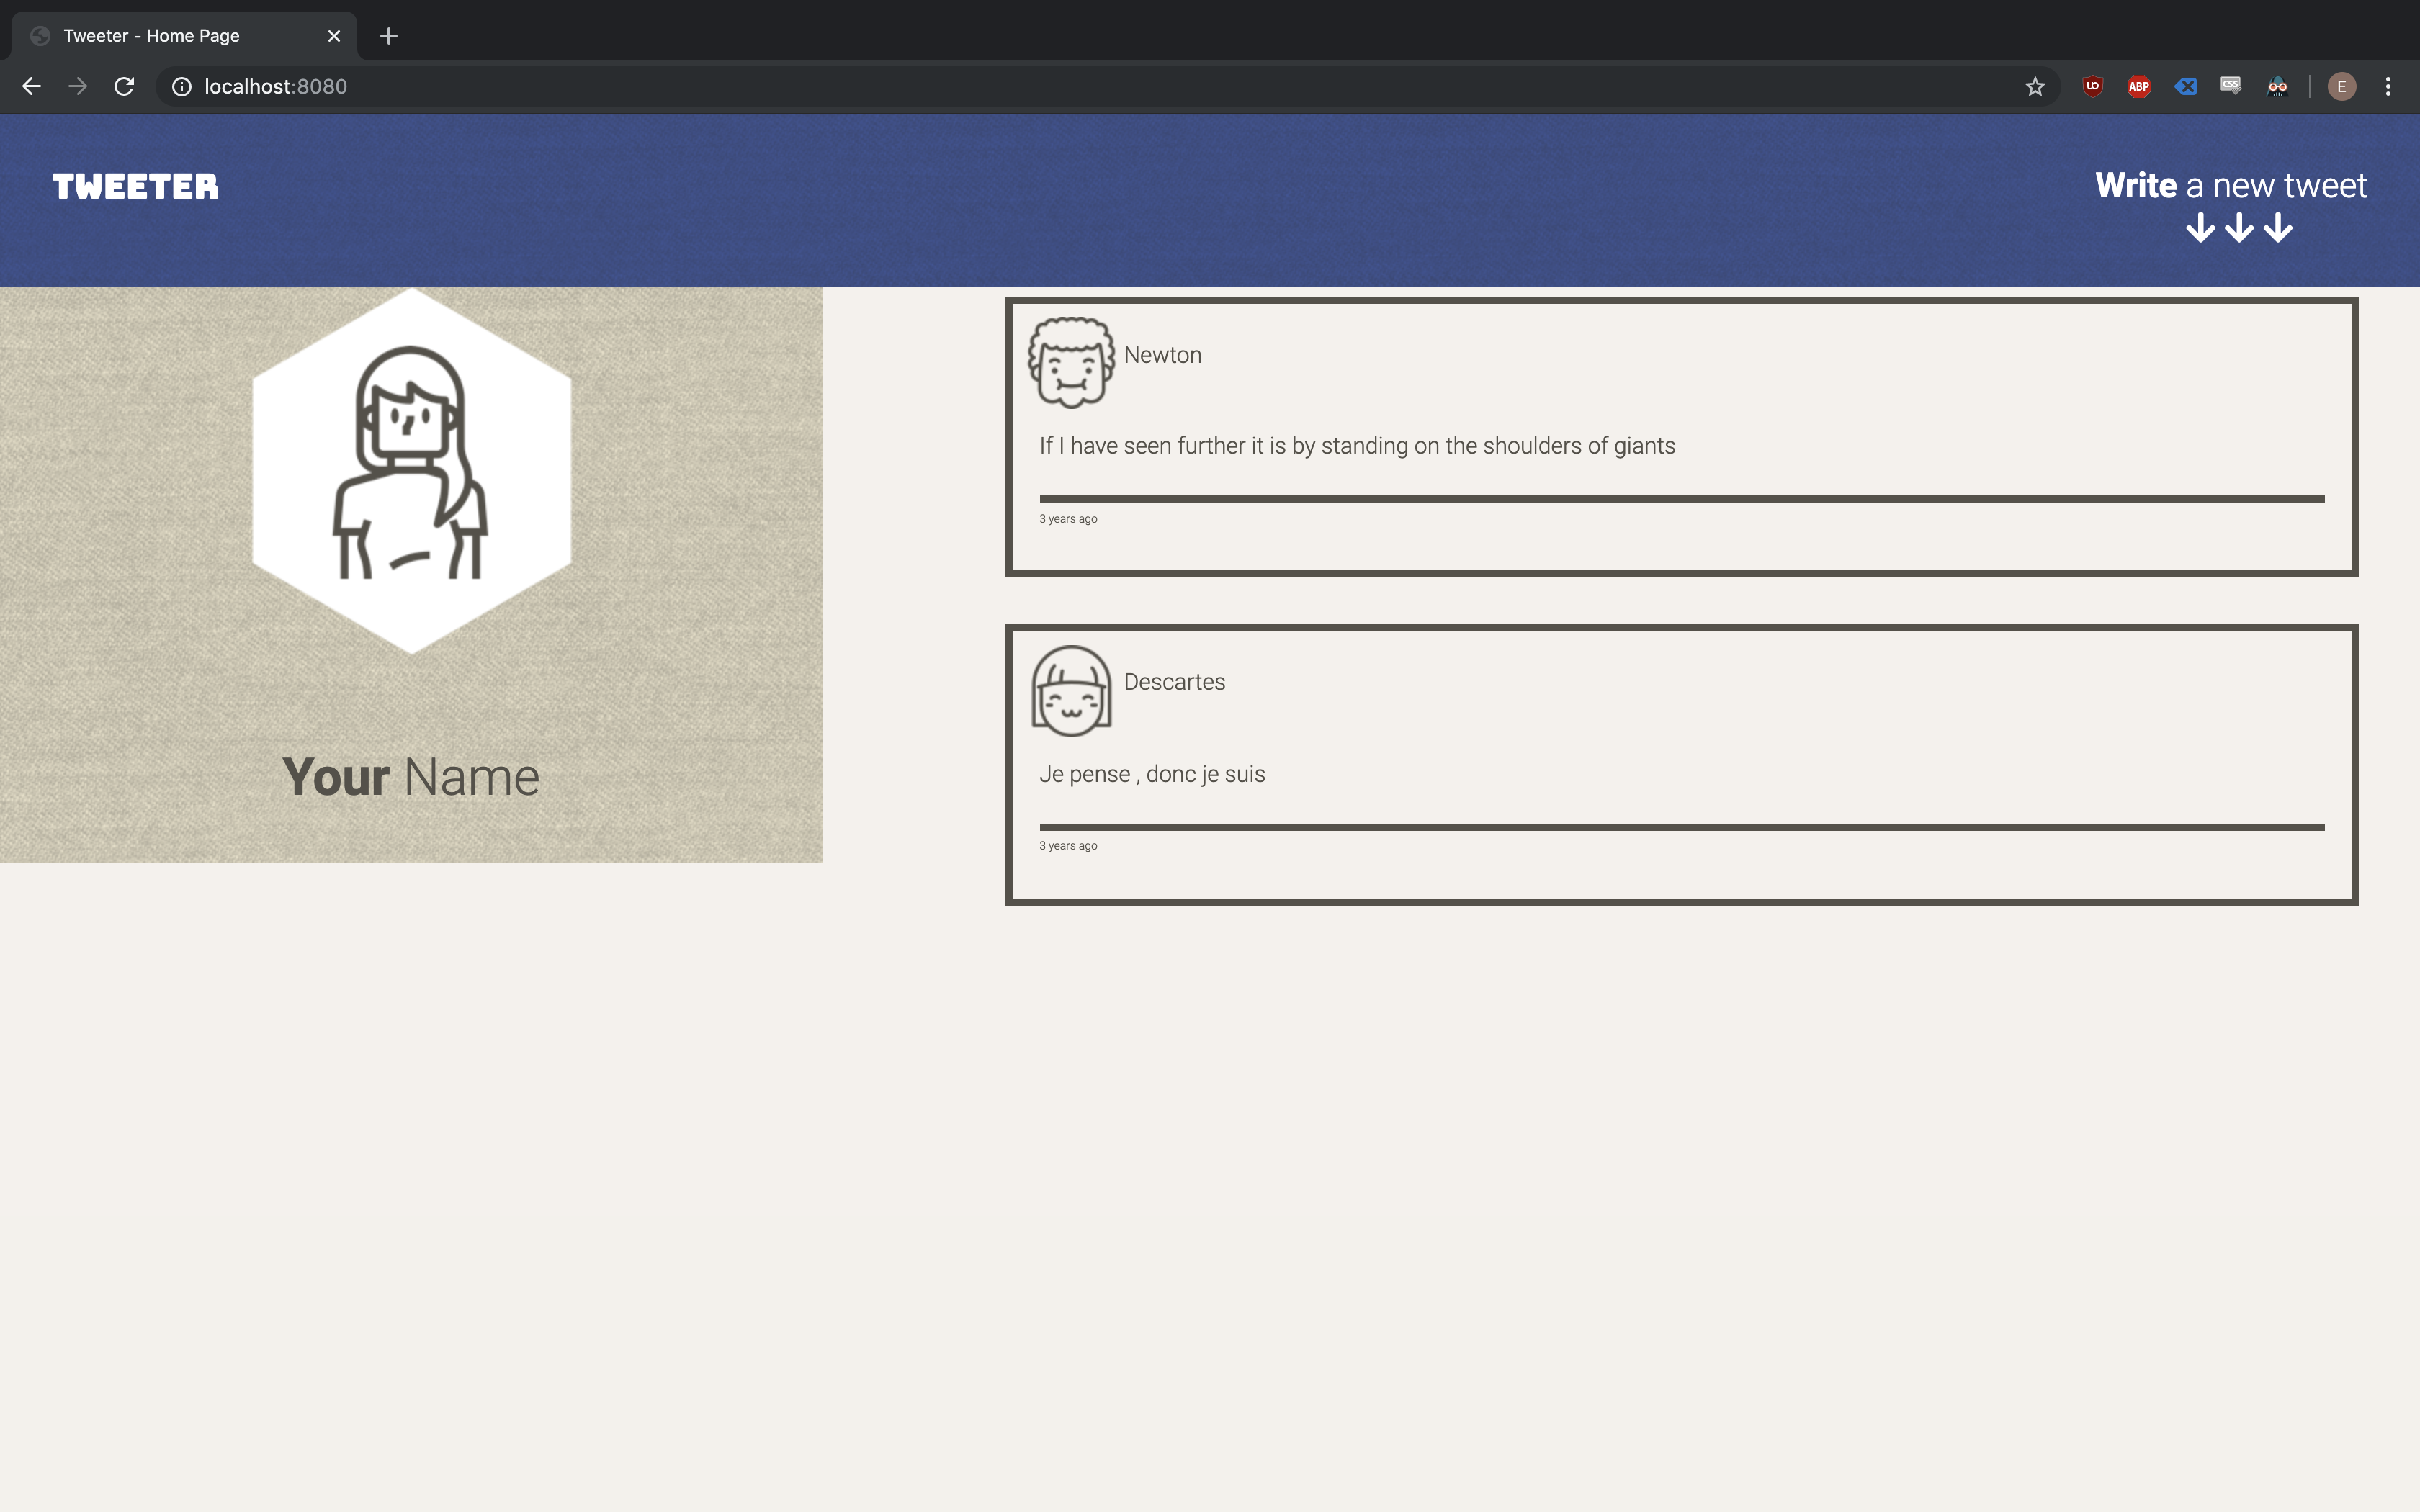 Tweeter - Home Page
localhost:8080
UO
ABP
CSS
E
TWEETER
Write a new tweet
Your Name
Newton
If I have seen further it is by standing on the shoulders of giants
3 years ago
Descartes
Je pense , donc je suis
3 years ago